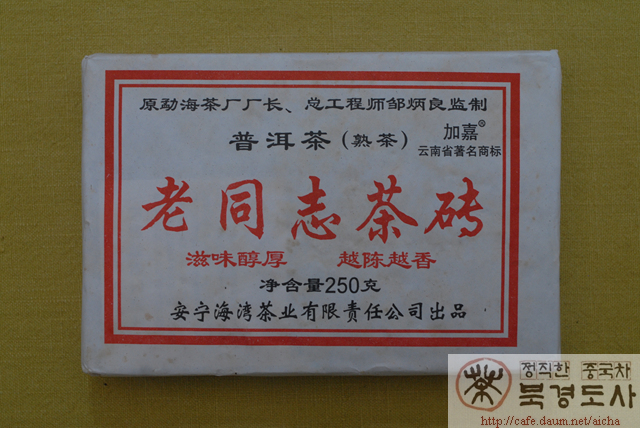 原勐海茶厂厂长、总工程师邹炳良监制
普洱茶（熟茶）
加嘉®
云南省著名商标
老同志茶砖
滋味醇厚 越陈越香
净含量250克
安宁海湾茶业有限责任公司出品
茶
정직한 중국차
북경도사
http://cafe.daum.net/aicha